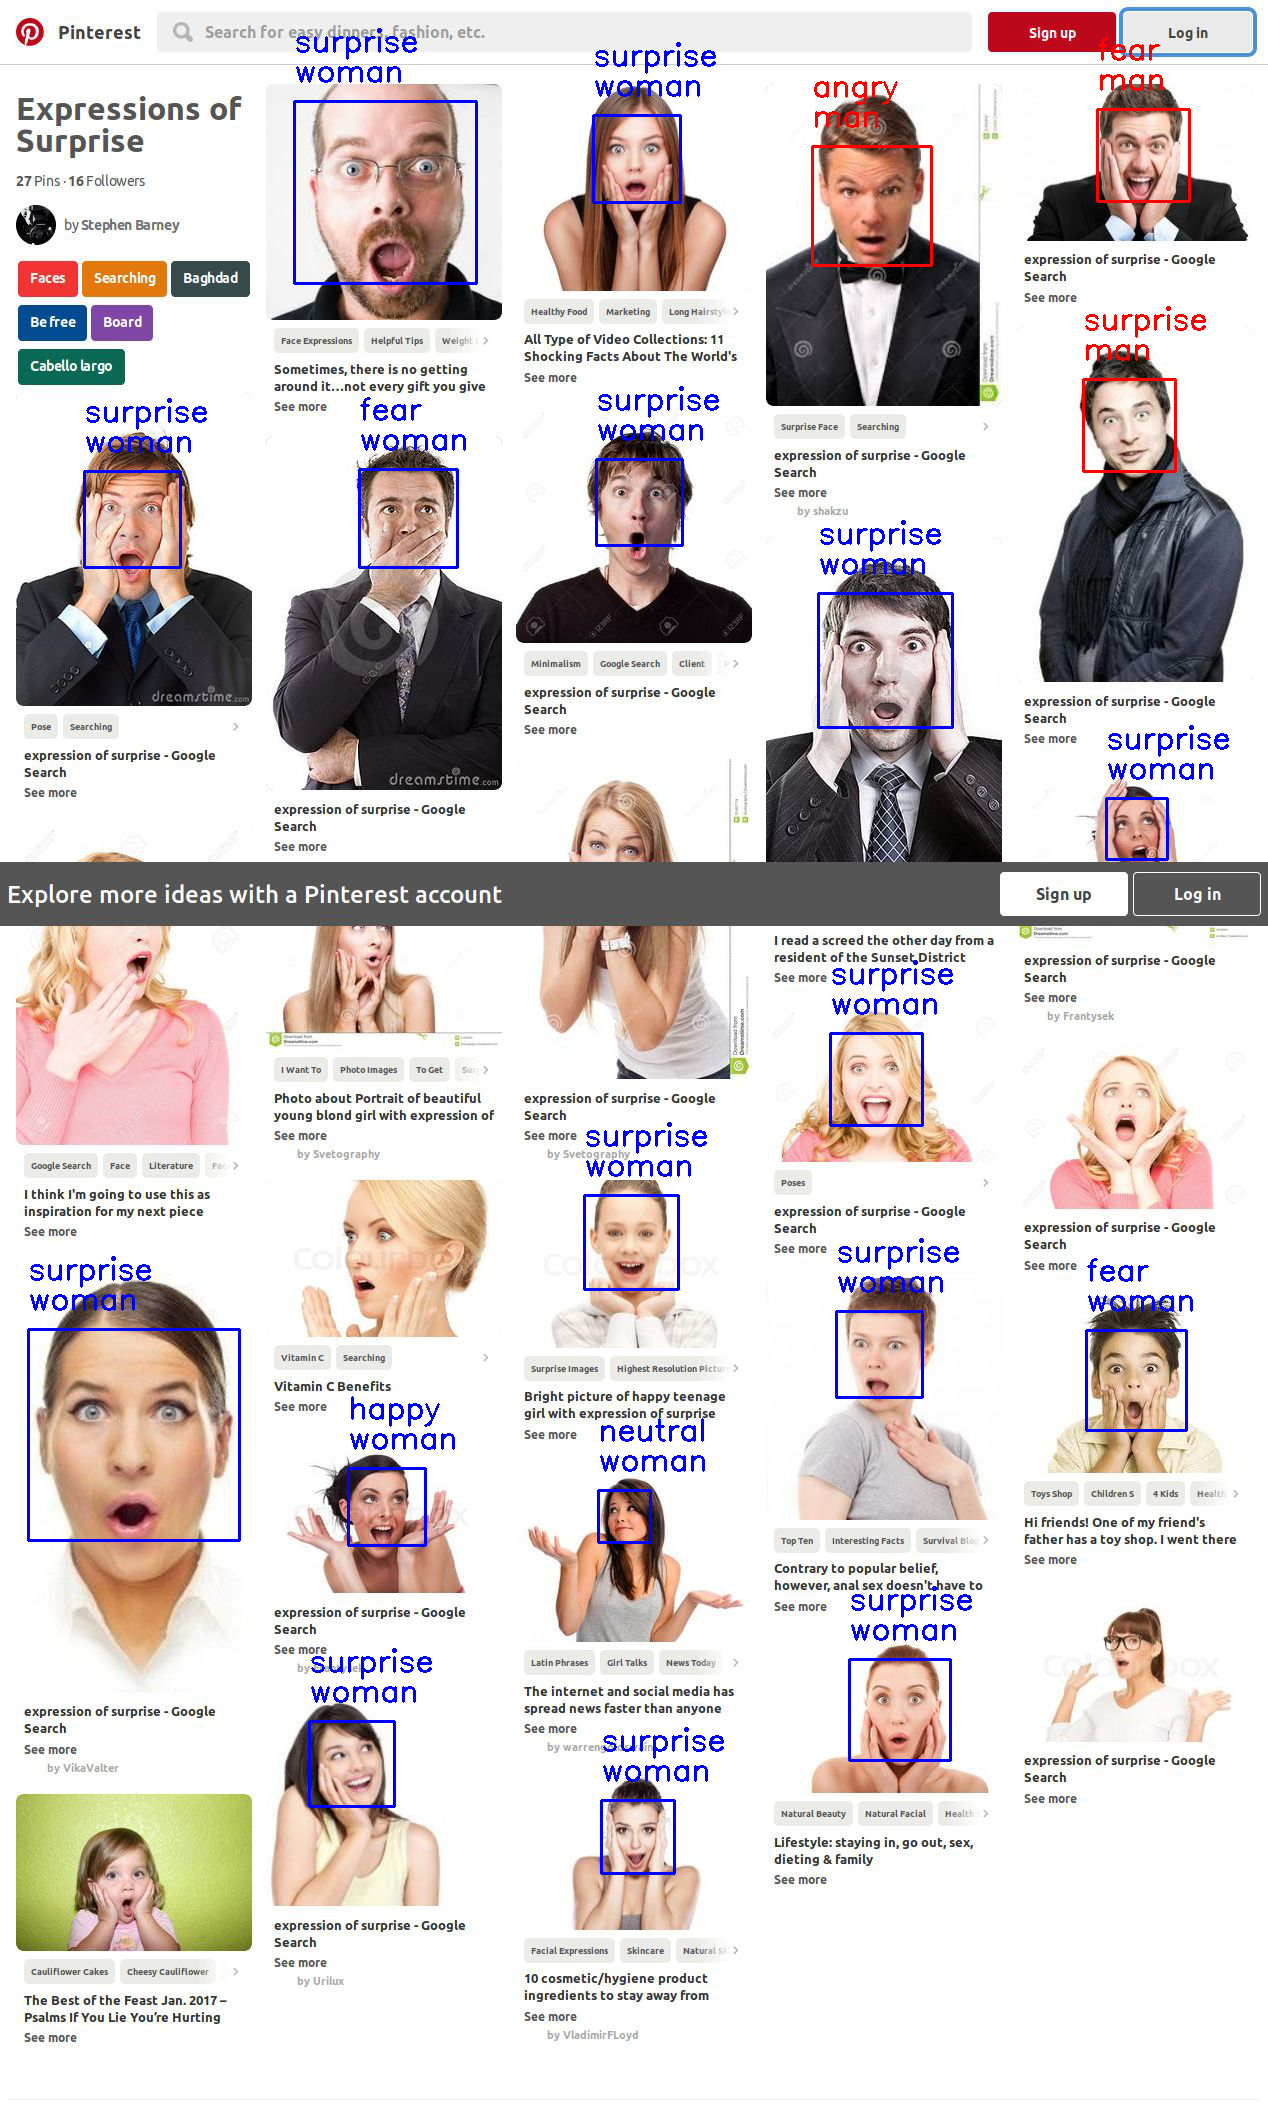 Pinterest
Search for easy dinners, fashion, etc.
Sign up
Log in
Expressions of
Surprise
27 Pins · 16 Followers
by Stephen Barney
Faces
Searching
Baghdad
Be free
Board
Cabello largo
surprise
woman
dreamstime.com
Pose
Searching
expression of surprise - Google
Search
See more
surprise
woman
Face Expressions
Helpful Tips
Weight
Sometimes, there is no getting
around it...not every gift you give
See more
fear
woman
dreamstime.com
expression of surprise - Google
Search
See more
surprise
woman
Healthy Food
Marketing
Long Hairstyl
All Type of Video Collections: 11
Shocking Facts About The World's
See more
surprise
woman
123RF
123RF
Minimalism
Google Search
Client
expression of surprise - Google
Search
See more
angry
man
dreamstime
Surprise Face
Searching
expression of surprise - Google
Search
See more
by shakzu
surprise
woman
fear
man
expression of surprise - Google
Search
See more
surprise
man
expression of surprise - Google
Search
See more
surprise
woman
Explore more ideas with a Pinterest account
Sign up
Log in
Google Search
Face
Literature
Fac
I think I'm going to use this as
inspiration for my next piece
See more
surprise
woman
expression of surprise - Google
Search
See more
by VikaValter
Cauliflower Cakes
Cheesy Cauliflower
The Best of the Feast Jan. 2017 –
Psalms If You Lie You're Hurting
See more
Download from
Dreamstime.com
I Want To
Photo Images
To Get
Sur
Photo about Portrait of beautiful
young blond girl with expression of
See more
by Svetography
Colourbox
Vitamin C
Searching
Vitamin C Benefits
See more
happy
woman
expression of surprise - Google
Search
See more
surprise
woman
expression of surprise - Google
Search
See more
by Urilux
Download from
Dreamstime.com
expression of surprise - Google
Search
See more
by Svetography
surprise
woman
Colourbox
Surprise Images
Highest Resolution Pictur
Bright picture of happy teenage
girl with expression of surprise
See more
neutral
woman
Latin Phrases
Girl Talks
News Today
The internet and social media has
spread news faster than anyone
See more
surprise
woman
Facial Expressions
Skincare
Natural Sk
10 cosmetic/hygiene product
ingredients to stay away from
See more
by VladimirFLoyd
I read a screed the other day from a
resident of the Sunset District
See more
surprise
woman
Poses
expression of surprise - Google
Search
See more
surprise
woman
Top Ten
Interesting Facts
Survival Blog
Contrary to popular belief,
however, anal sex doesn't have to
See more
surprise
woman
Natural Beauty
Natural Facial
Health
Lifestyle: staying in, go out, sex,
dieting & family
See more
Download from
Dreamstime.com
expression of surprise - Google
Search
See more
by Frantysek
expression of surprise - Google
Search
See more
fear
woman
Toys Shop
Children S
4 Kids
Health
Hi friends! One of my friend's
father has a toy shop. I went there
See more
Colourbox
expression of surprise - Google
Search
See more